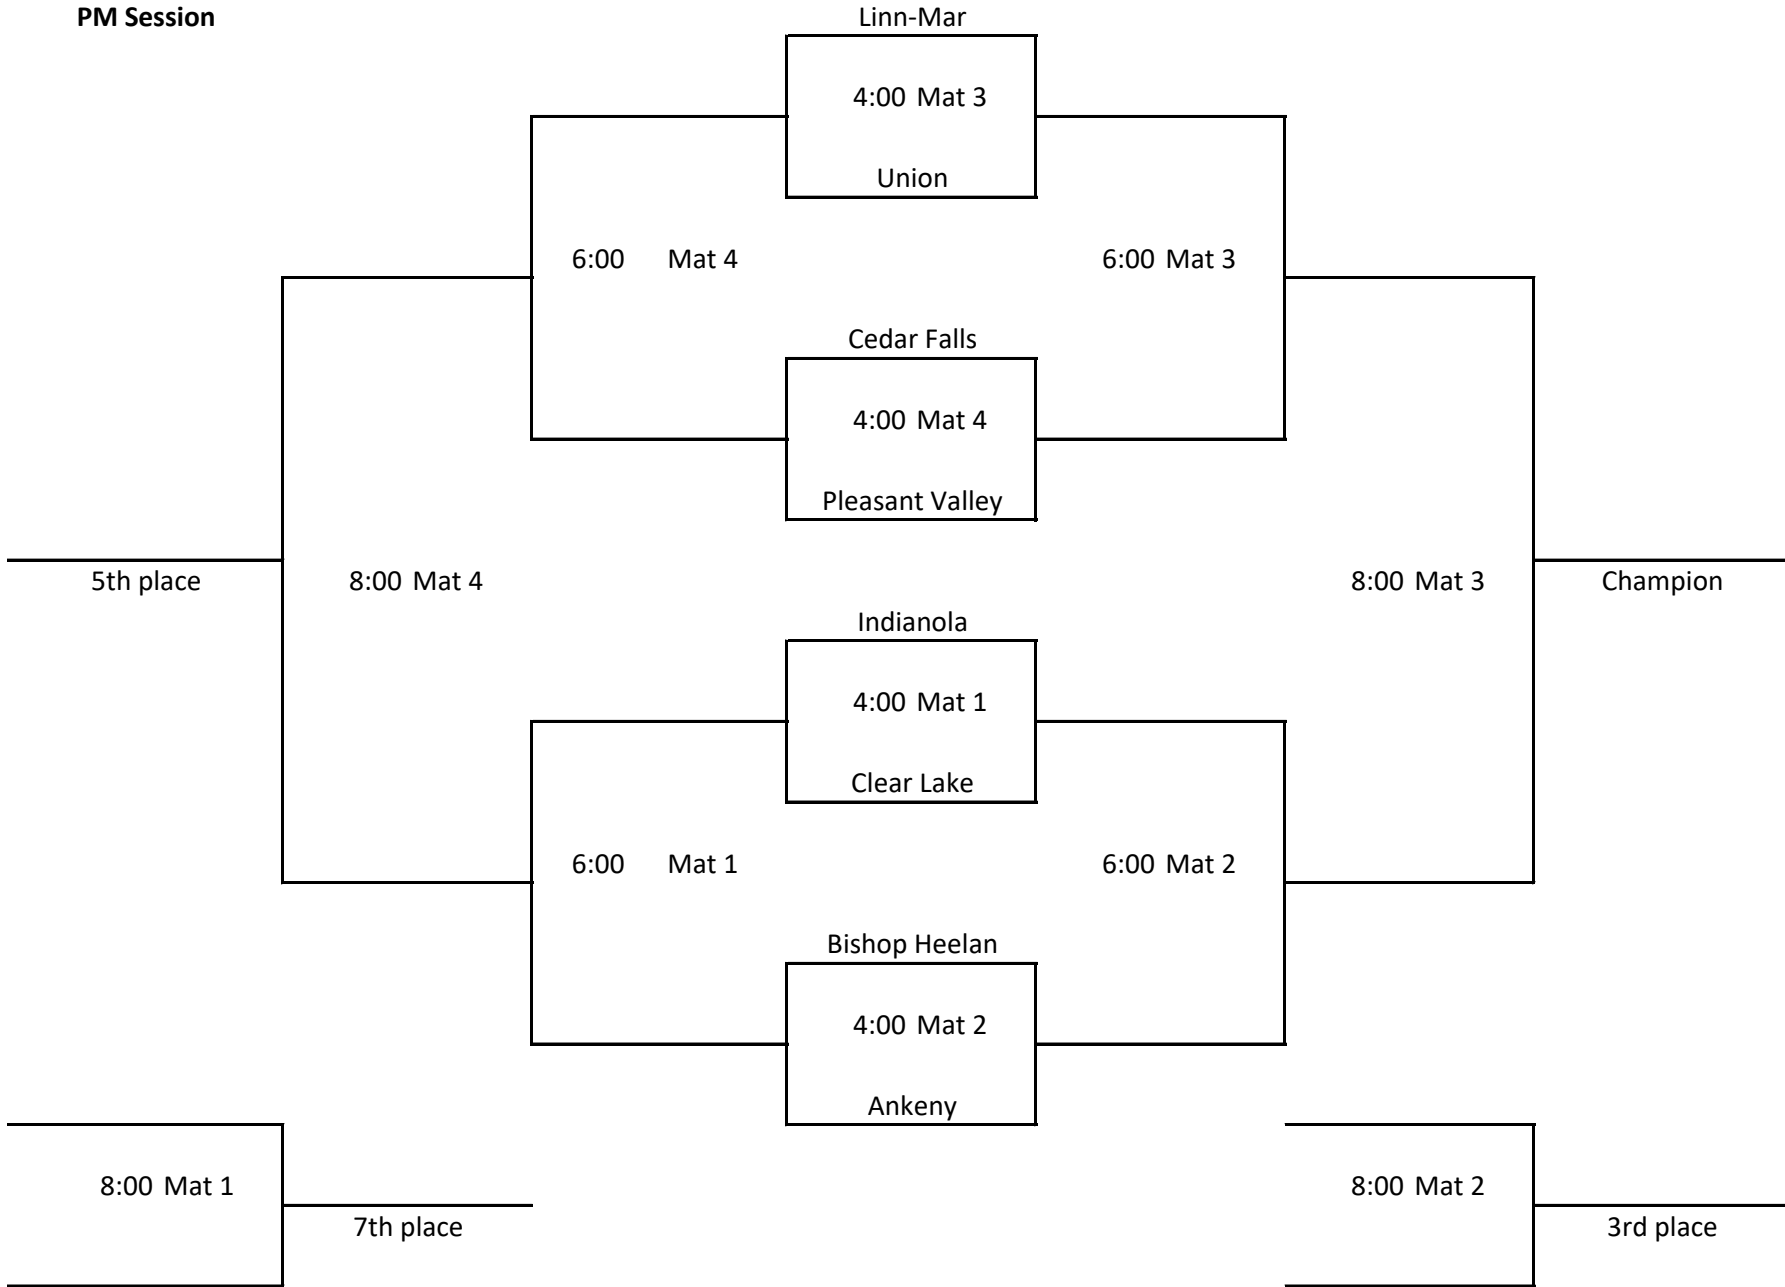 PM Session
Linn-Mar
4:00 Mat 3
Union
6:00 Mat 4
6:00 Mat 3
Cedar Falls
4:00 Mat 4
Pleasant Valley
5th place
8:00 Mat 4
8:00 Mat 3
Champion
Indianola
4:00 Mat 1
Clear Lake
6:00 Mat 1
6:00 Mat 2
Bishop Heelan
4:00 Mat 2
Ankeny
8:00 Mat 1
8:00 Mat 2
7th place
3rd place